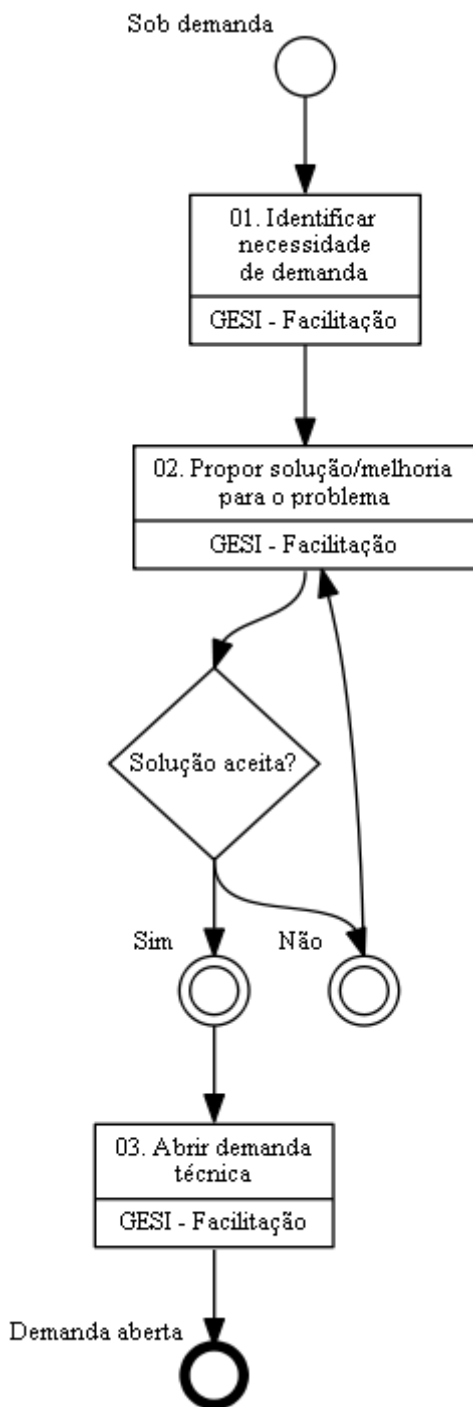 Sob demanda
01. Identificar
necessidade
de demanda
GESI - Facilitação
02. Propor solução/melhoria
para o problema
GESI - Facilitação
Solução aceita?
Sim
Não
03. Abrir demanda
técnica
GESI - Facilitação
Demanda aberta